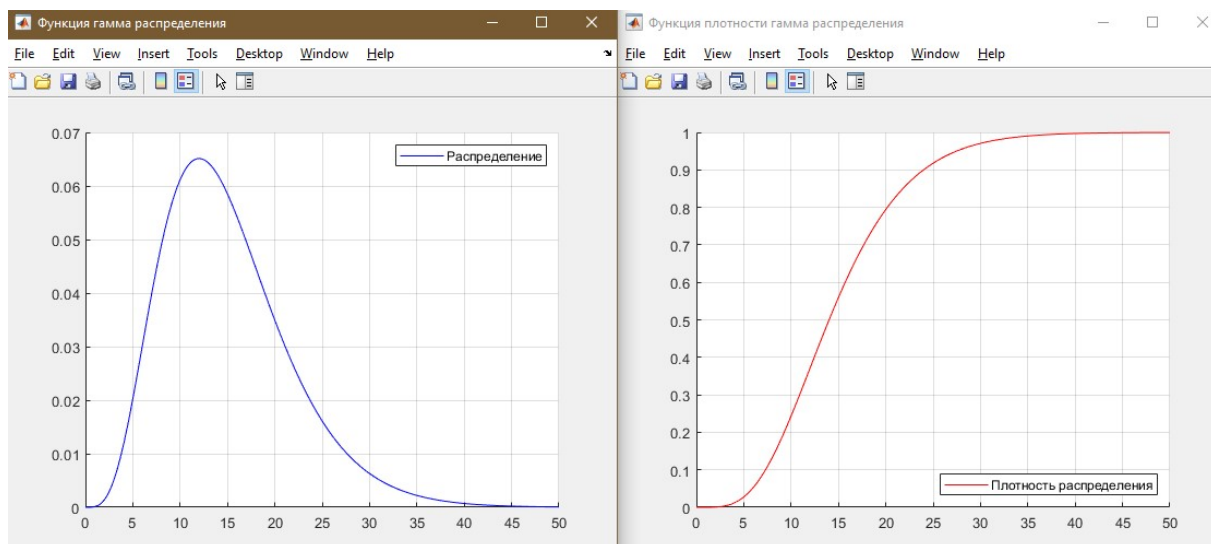 Функция гамма распределения
File Edit View Insert Tools Desktop Window Help
0.07
0.06
0.05
0.04
0.03
0.02
0.01
0
0 5 10 15 20 25 30 35 40 45 50
Распределение
Функция плотности гамма распределения
File Edit View Insert Tools Desktop Window Help
1
0.9
0.8
0.7
0.6
0.5
0.4
0.3
0.2
0.1
0
0 5 10 15 20 25 30 35 40 45 50
Плотность распределения